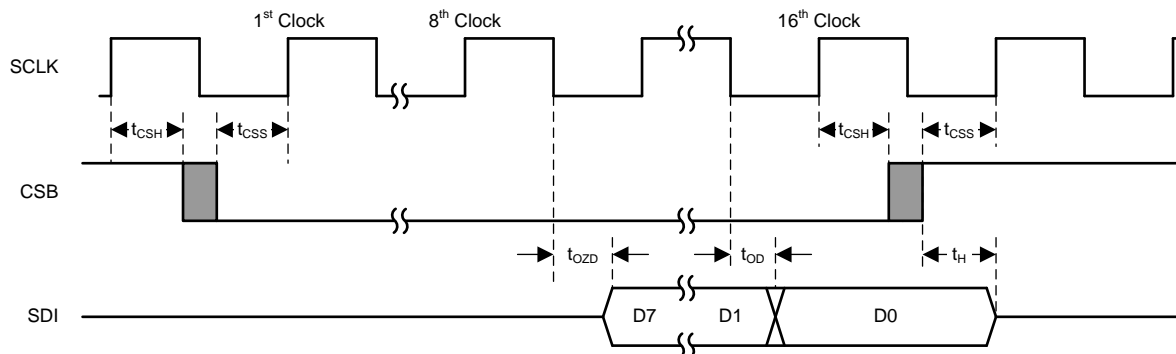 1st Clock 8th Clock 16th Clock
SCLK
tCSH tCSS tCSH tCSS
CSB
tOZD tOD tH
SDI D7 D1 D0